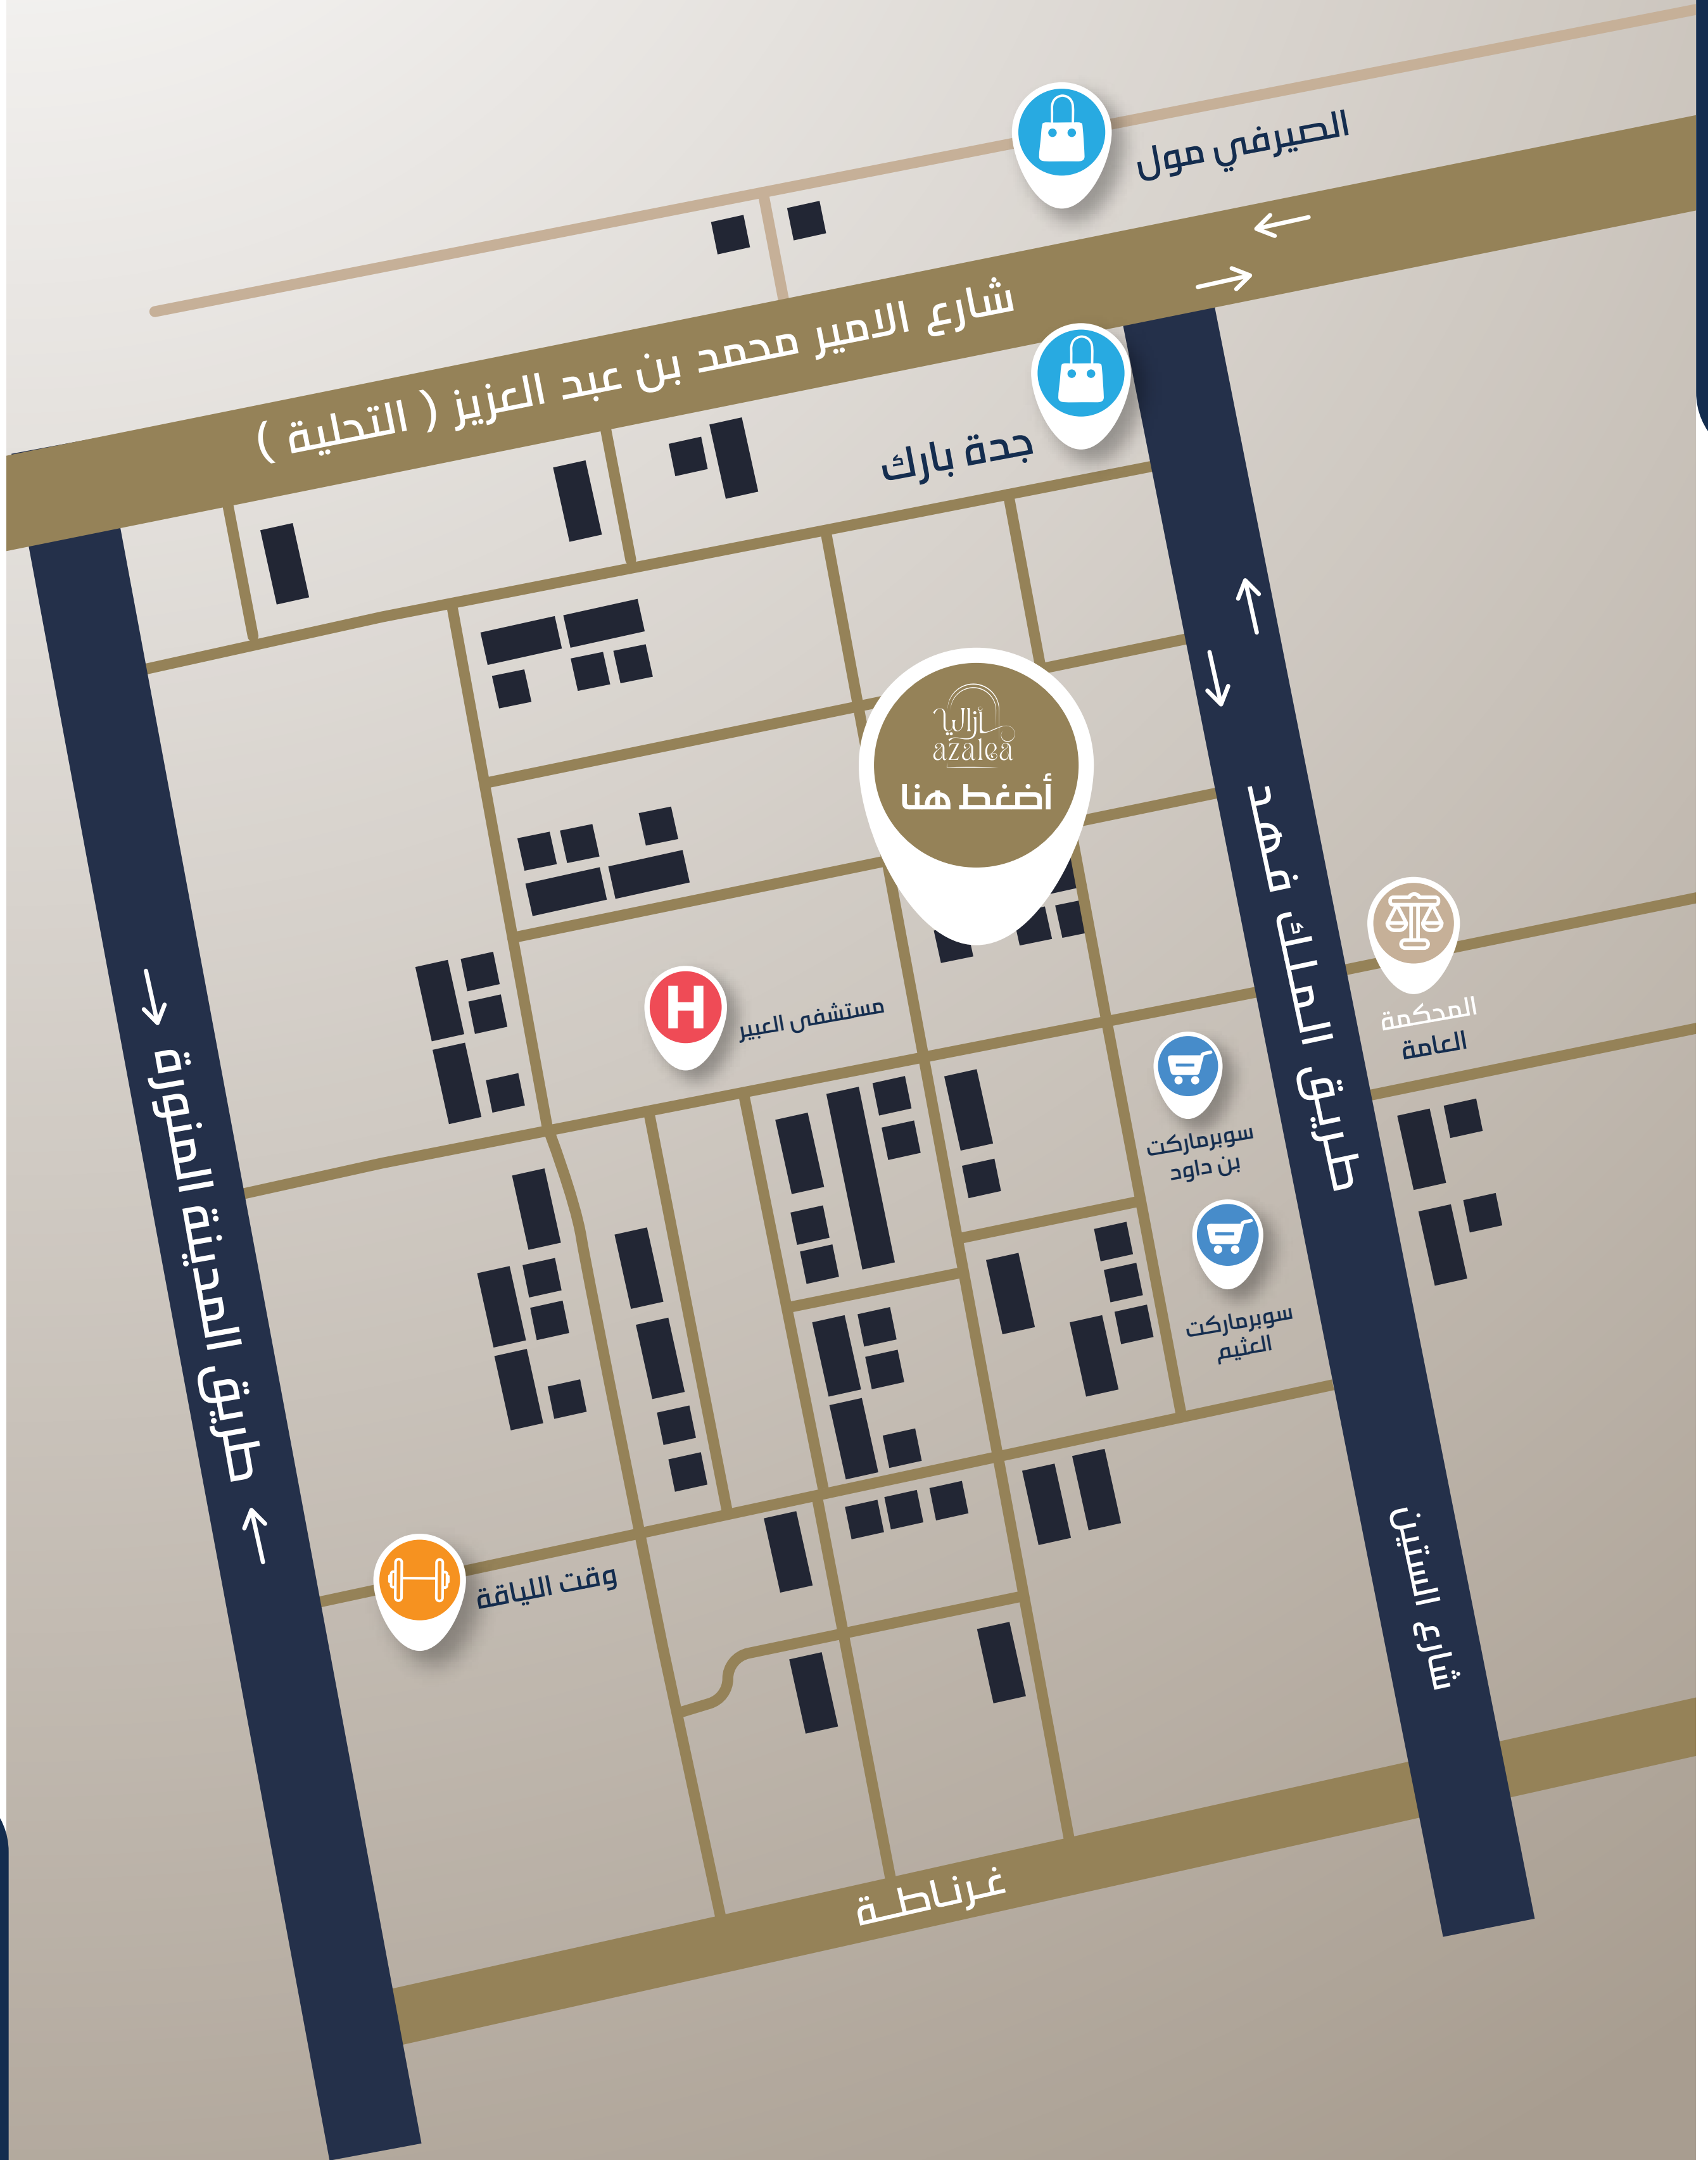 الصيرفي مول
شارع الامير محمد بن عبد العزيز ( التحلية )
جدة بارك
أزاليا
azalea
أضغط هنا
طريق الملك فهد
المحكمة
العامة
H
مستشفى العبير
سوبرماركت
بن داود
سوبرماركت
العثيم
طريق المدينة المنورة
وقت اللياقة
شارع الستين
غرناطة